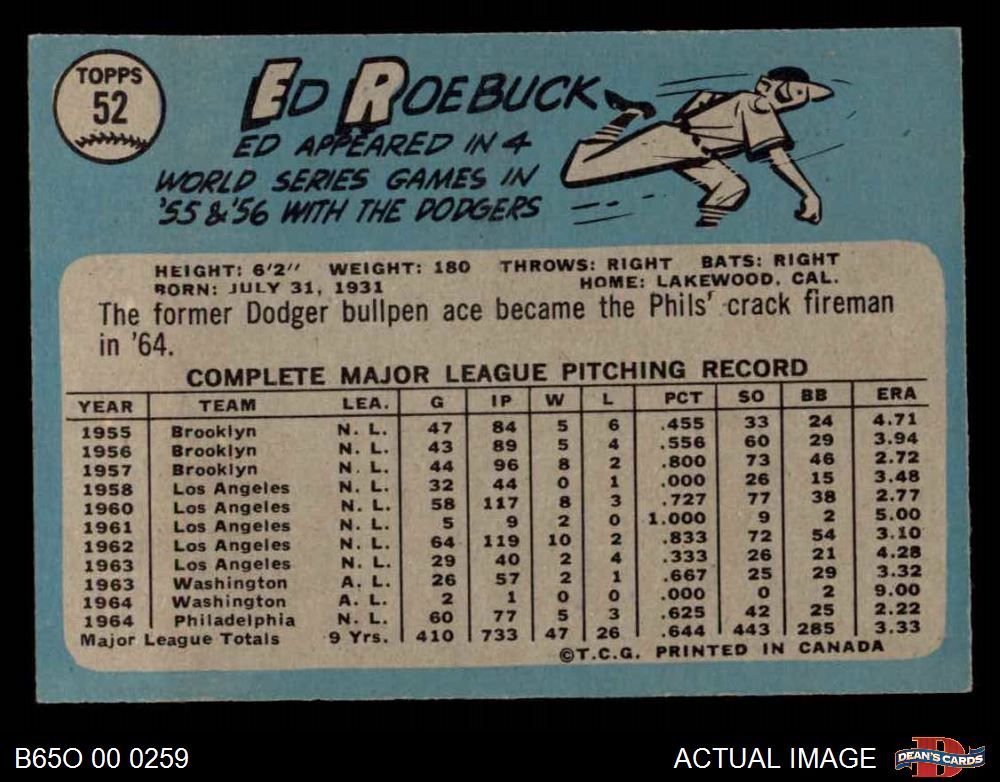 TOPPS
52
ED ROEBUCK
ED APPEARED IN 4
WORLD SERIES GAMES IN
'55 & '56 WITH THE DODGERS
HEIGHT: 6'2" WEIGHT: 180 THROWS: RIGHT BATS: RIGHT
BORN: JULY 31, 1931 HOME: LAKEWOOD, CAL.
The former Dodger bullpen ace became the Phils' crack fireman
in '64.
COMPLETE MAJOR LEAGUE PITCHING RECORD
YEAR TEAM LEA. G IP W L PCT SO BB ERA
1955 Brooklyn N. L. 47 84 5 6 .455 33 24 4.71
1956 Brooklyn N. L. 43 89 5 4 .556 60 29 3.94
1957 Brooklyn N. L. 44 96 8 2 .800 73 46 2.72
1958 Los Angeles N. L. 32 44 0 1 .000 26 15 3.48
1960 Los Angeles N. L. 58 117 8 3 .727 77 38 2.77
1961 Los Angeles N. L. 5 9 2 0 1.000 9 2 5.00
1962 Los Angeles N. L. 64 119 10 2 .833 72 54 3.10
1963 Los Angeles N. L. 29 40 2 4 .333 26 21 4.28
1963 Washington A. L. 26 57 2 1 .667 25 29 3.32
1964 Washington A. L. 2 1 0 0 .000 0 2 9.00
1964 Philadelphia N. L. 60 77 5 3 .625 42 25 2.22
Major League Totals 9 Yrs. 410 733 47 26 .644 443 285 3.33
©T.C.G. PRINTED IN CANADA
B65O 00 0259 ACTUAL IMAGE DEAN'S CARDS